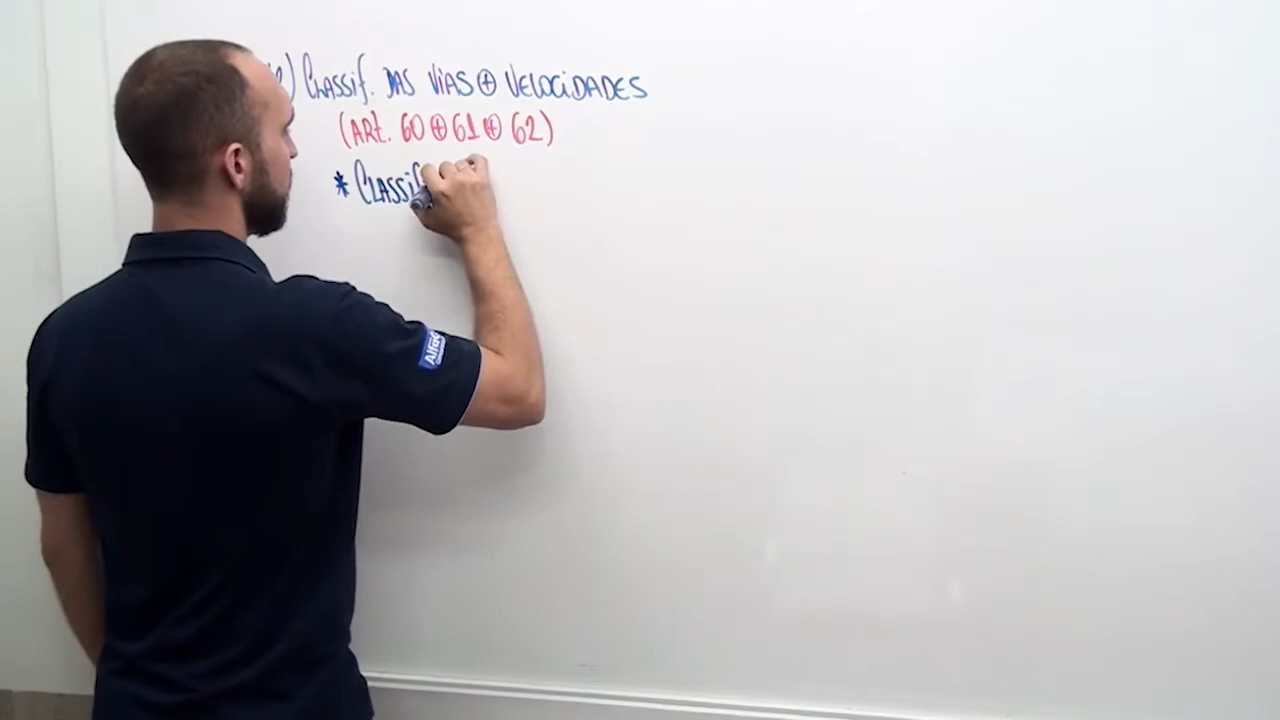 ) Classif. das vias ⊕ velocidades
(Art. 60 ⊕ 61 ⊕ 62)
* Classif